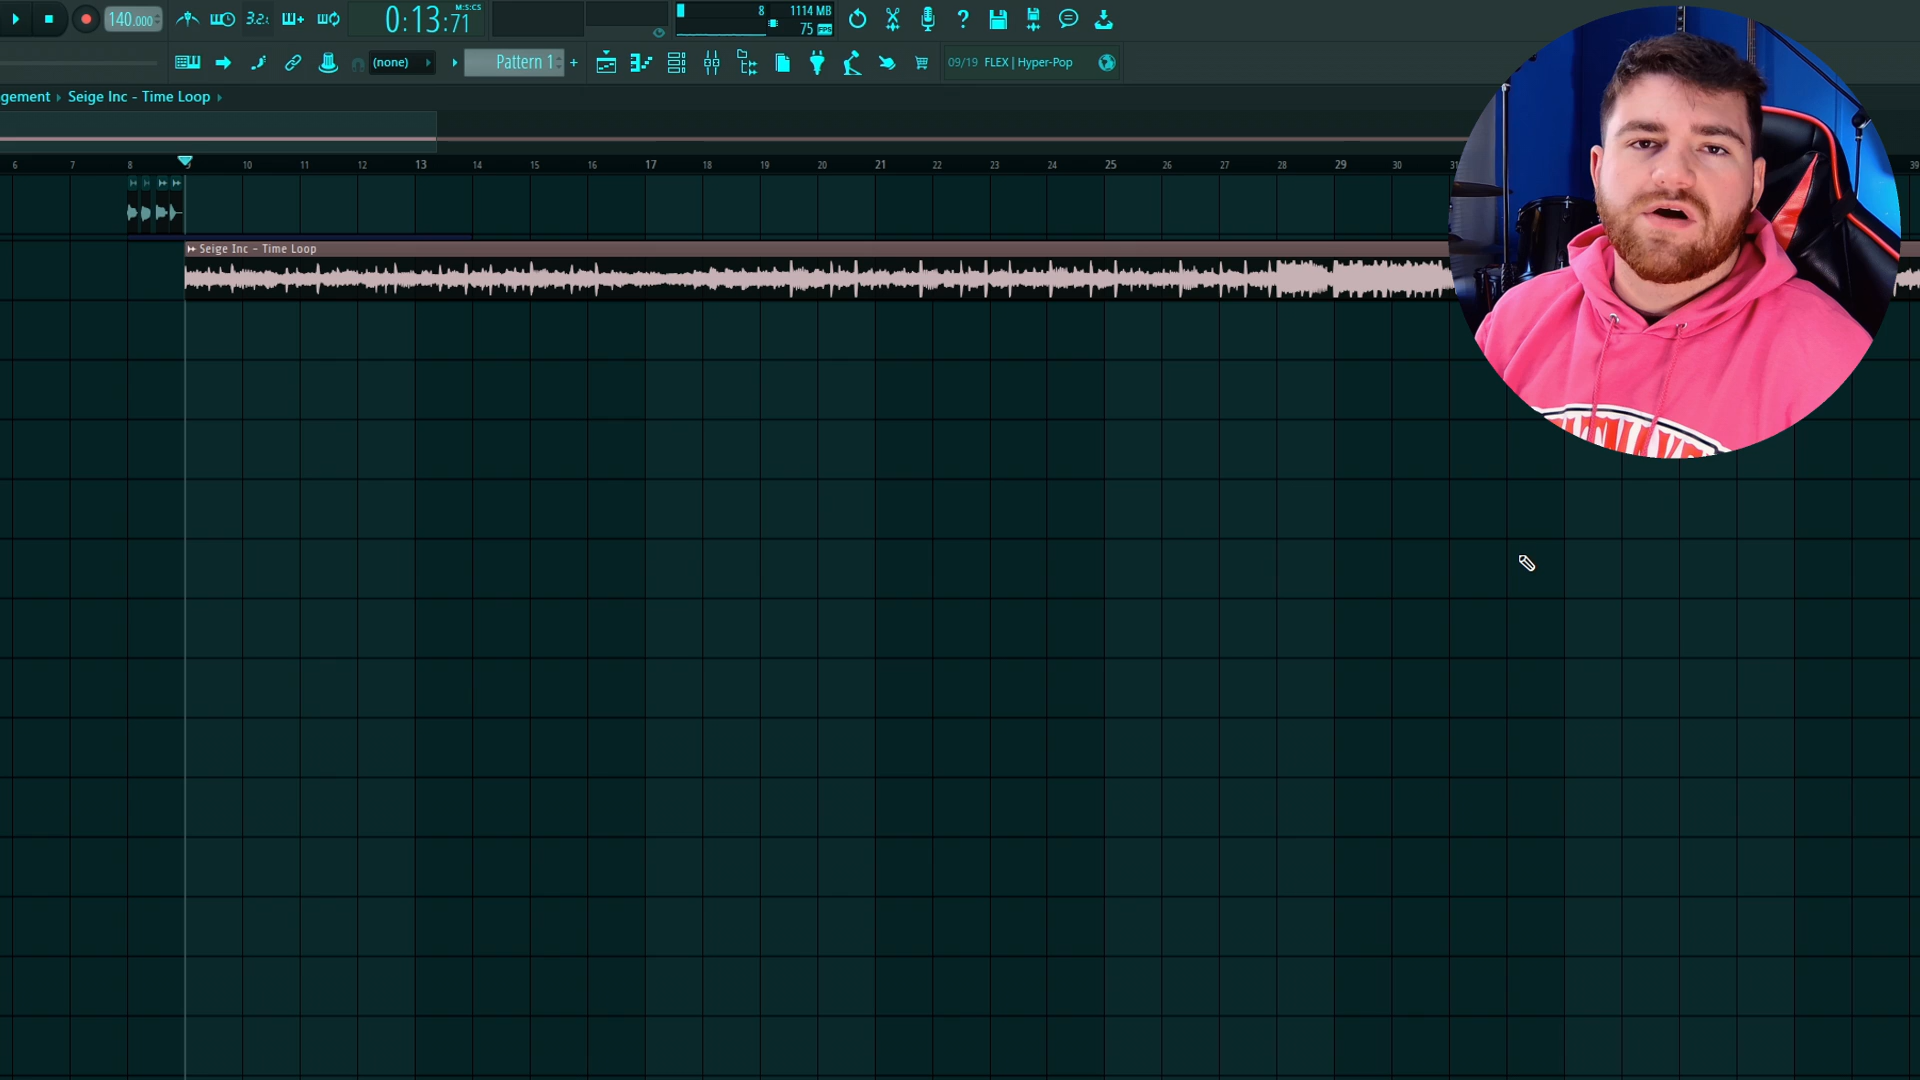 140.000
3.2.:
0:13:71
M:S:CS
8
1114 MB
75
(none)
Pattern 1
+
09/19 FLEX | Hyper-Pop
gement
Seige Inc - Time Loop
6 7 8 9 10 11 12 13 14 15 16 17 18 19 20 21 22 23 24 25 26 27 28 29 30 39
Seige Inc - Time Loop